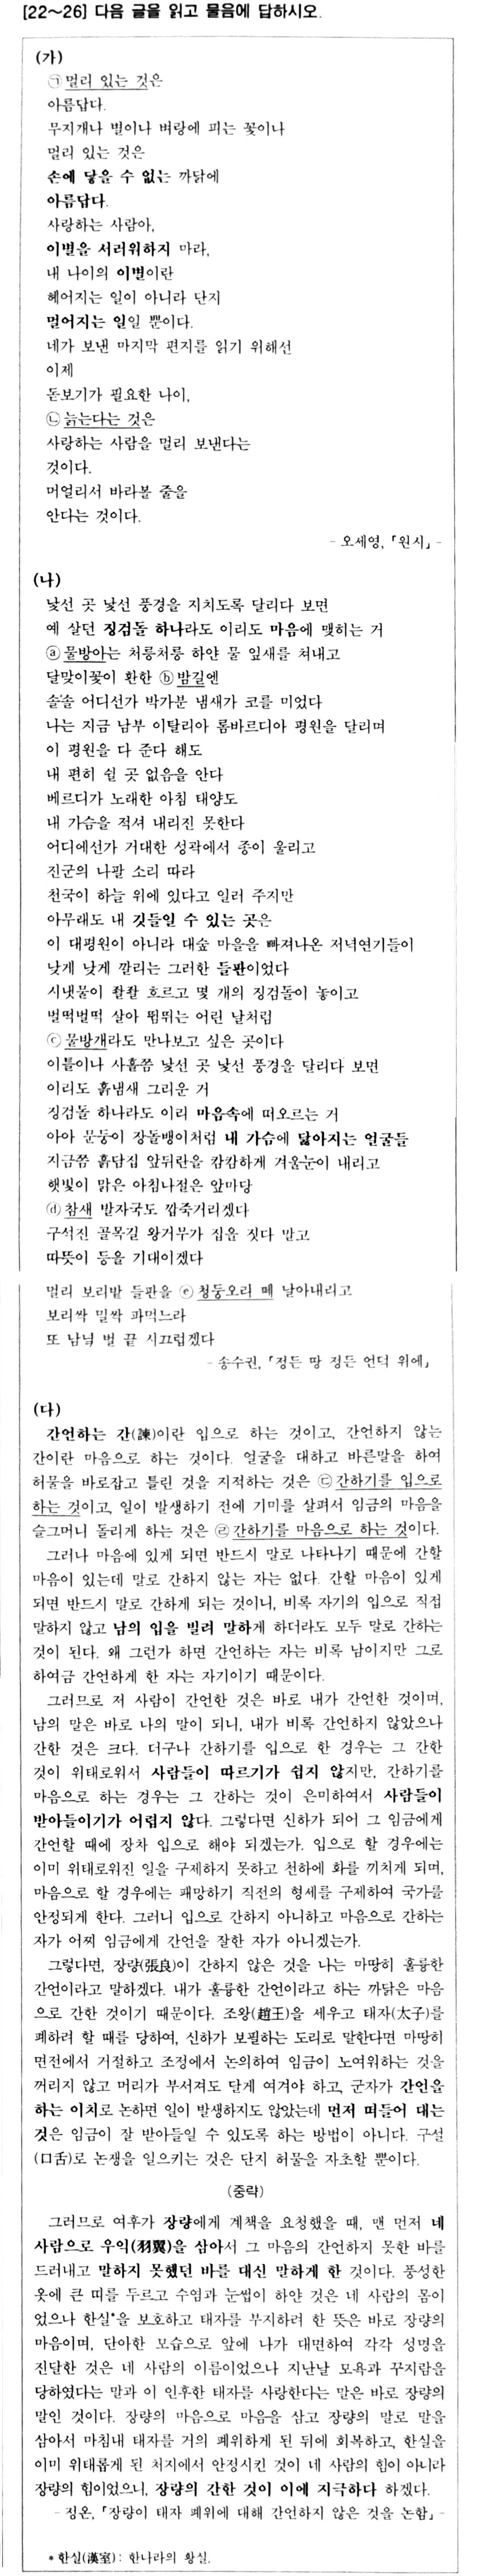 [22~26] 다음 글을 읽고 물음에 답하시오.
(가)
㉠멀리 있는 것은
아름답다.
무지개나 별이나 벼랑에 피는 꽃이나
멀리 있는 것은
손에 닿을 수 없는 까닭에
아름답다.
사랑하는 사람아,
이별을 서러워하지 마라,
내 나이의 이별이란
헤어지는 일이 아니라 단지
멀어지는 일일 뿐이다.
네가 보낸 마지막 편지를 읽기 위해선
이제
돋보기가 필요한 나이,
㉡늙는다는 것은
사랑하는 사람을 멀리 보낸다는
것이다.
머얼리서 바라볼 줄을
안다는 것이다.
- 오세영, 「원시」 -
(나)
낯선 곳 낯선 풍경을 지치도록 달리다 보면
예 살던 징검돌 하나라도 이리도 마음에 맺히는 거
ⓐ물방아는 처릉처릉 하얀 물 잎새를 쳐내고
달맞이꽃이 환한 ⓑ밤길엔
솔솔 어디선가 박가분 냄새가 코를 미었다
나는 지금 남부 이탈리아 롬바르디아 평원을 달리며
이 평원을 다 준다 해도
내 편히 쉴 곳 없음을 안다
베르디가 노래한 아침 태양도
내 가슴을 적셔 내리진 못한다
어디에선가 거대한 성곽에서 종이 울리고
진군의 나팔 소리 따라
천국이 하늘 위에 있다고 일러 주지만
아무래도 내 깃들일 수 있는 곳은
이 대평원이 아니라 대숲 마을을 빠져나온 저녁연기들이
낮게 낮게 깔리는 그러한 들판이었다
시냇물이 촬촬 흐르고 몇 개의 징검돌이 놓이고
벌떡벌떡 살아 뜀뛰는 어린 날처럼
ⓒ물방개라도 만나보고 싶은 곳이다
이틀이나 사흘쯤 낯선 곳 낯선 풍경을 달리다 보면
이리도 흙냄새 그리운 거
징검돌 하나라도 이리 마음속에 떠오르는 거
아아 문둥이 장돌뱅이처럼 내 가슴에 닳아지는 얼굴들
지금쯤 흙담집 앞뒤란을 캄캄하게 겨울눈이 내리고
햇빛이 맑은 아침나절은 앞마당
ⓓ참새 발자국도 깜죽거리겠다
구석진 골목길 왕거무가 집을 짓다 말고
따뜻이 등을 기대이겠다
멀리 보리밭 들판을 ⓔ청둥오리 떼 날아내리고
보리싹 밀싹 파먹느라
또 남녘 벌 끝 시끄럽겠다
- 송수권, 「정든 땅 정든 언덕 위에」
(다)
간언하는 간(諫)이란 입으로 하는 것이고, 간언하지 않는
간이란 마음으로 하는 것이다. 얼굴을 대하고 바른말을 하여
허물을 바로잡고 틀린 것을 지적하는 것은 ㉢간하기를 입으로
하는 것이고, 일이 발생하기 전에 기미를 살펴서 임금의 마음을
슬그머니 돌리게 하는 것은 ㉣간하기를 마음으로 하는 것이다.
그러나 마음에 있게 되면 반드시 말로 나타나기 때문에 간할
마음이 있는데 말로 간하지 않는 자는 없다. 간할 마음이 있게
되면 반드시 말로 간하게 되는 것이니, 비록 자기의 입으로 직접
말하지 않고 남의 입을 빌려 말하게 하더라도 모두 말로 간하는
것이 된다. 왜 그런가 하면 간언하는 자는 비록 남이지만 그로
하여금 간언하게 한 자는 자기이기 때문이다.
그러므로 저 사람이 간언한 것은 바로 내가 간언한 것이며,
남의 말은 바로 나의 말이 되니, 내가 비록 간언하지 않았으나
간한 것은 크다. 더구나 간하기를 입으로 한 경우는 그 간한
것이 위태로워서 사람들이 따르기가 쉽지 않지만, 간하기를
마음으로 하는 경우는 그 간하는 것이 은미하여서 사람들이
받아들이기가 어렵지 않다. 그렇다면 신하가 되어 그 임금에게
간언할 때에 장차 입으로 해야 되겠는가. 입으로 할 경우에는
이미 위태로워진 일을 구제하지 못하고 천하에 화를 끼치게 되며,
마음으로 할 경우에는 패망하기 직전의 형세를 구제하여 국가를
안정되게 한다. 그러니 입으로 간하지 아니하고 마음으로 간하는
자가 어찌 임금에게 간언을 잘한 자가 아니겠는가.
그렇다면, 장량(張良)이 간하지 않은 것을 나는 마땅히 훌륭한
간언이라고 말하겠다. 내가 훌륭한 간언이라고 하는 까닭은 마음
으로 간한 것이기 때문이다. 조왕(趙王)을 세우고 태자(太子)를
폐하려 할 때를 당하여, 신하가 보필하는 도리로 말한다면 마땅히
면전에서 거절하고 조정에서 논의하여 임금이 노여워하는 것을
꺼리지 않고 머리가 부서져도 달게 여겨야 하고, 군자가 간언을
하는 이치로 논하면 일이 발생하지도 않았는데 먼저 떠들어 대는
것은 임금이 잘 받아들일 수 있도록 하는 방법이 아니다. 구설
(口舌)로 논쟁을 일으키는 것은 단지 허물을 자초할 뿐이다.
(중략)
그러므로 여후가 장량에게 계책을 요청했을 때, 맨 먼저 네
사람으로 우익(羽翼)을 삼아서 그 마음의 간언하지 못한 바를
드러내고 말하지 못했던 바를 대신 말하게 한 것이다. 풍성한
옷에 큰 띠를 두르고 수염과 눈썹이 하얀 것은 네 사람의 몸이
었으나 한실*을 보호하고 태자를 부지하려 한 뜻은 바로 장량의
마음이며, 단아한 모습으로 앞에 나가 대면하여 각각 성명을
진달한 것은 네 사람의 이름이었으나 지난날 모욕과 꾸지람을
당하였다는 말과 이 인후한 태자를 사랑한다는 말은 바로 장량의
말인 것이다. 장량의 마음으로 마음을 삼고 장량의 말로 말을
삼아서 마침내 태자를 거의 폐위하게 된 뒤에 회복하고, 한실을
이미 위태롭게 된 처지에서 안정시킨 것이 네 사람의 힘이 아니라
장량의 힘이었으니, 장량의 간한 것이 이에 지극하다 하겠다.
- 정온, 「장량이 태자 폐위에 대해 간언하지 않은 것을 논함」 -
* 한실(漢室): 한나라의 황실.